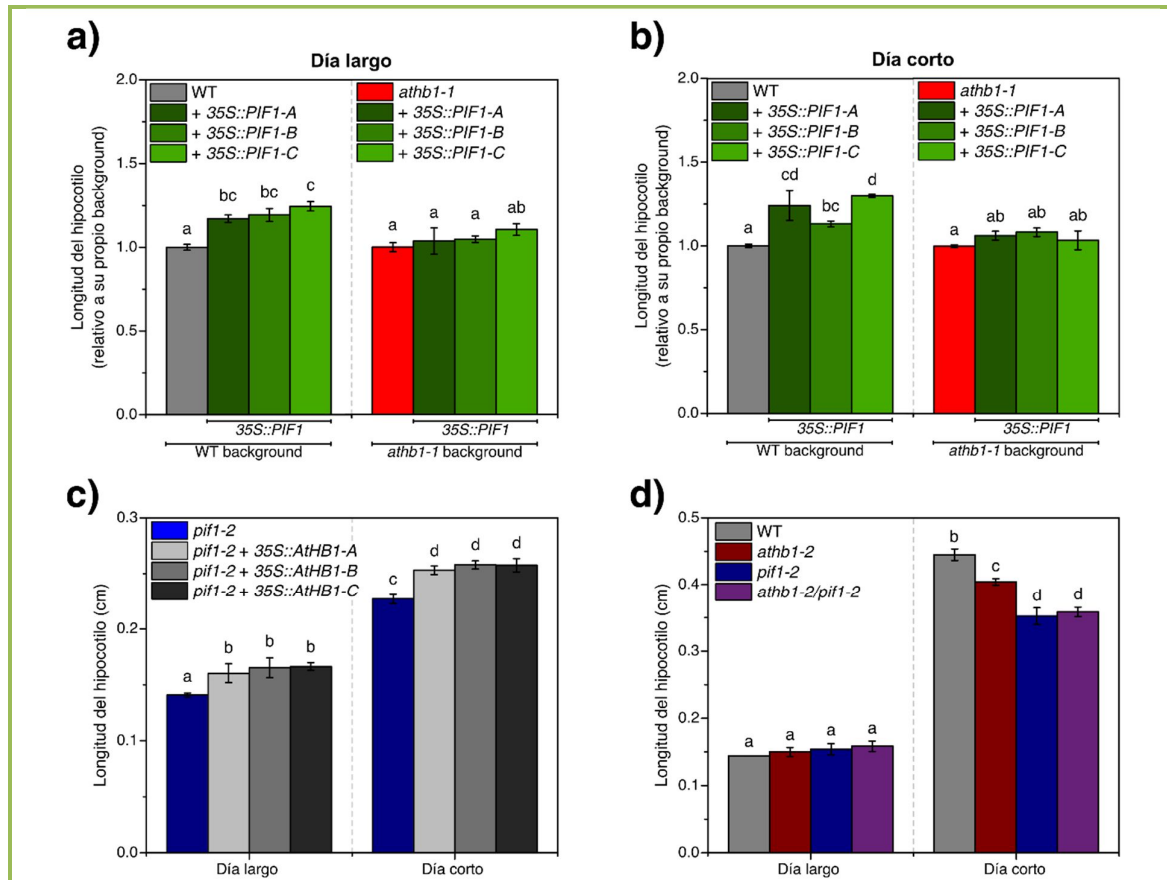 a)
Día largo
2.0
1.5
1.0
0.5
0.0
Longitud del hipocotilo
(relativo a su propio background)
WT
+ 35S::PIF1-A
+ 35S::PIF1-B
+ 35S::PIF1-C
athb1-1
+ 35S::PIF1-A
+ 35S::PIF1-B
+ 35S::PIF1-C
a
bc
bc
c
a
a
a
ab
35S::PIF1
35S::PIF1
WT background
athb1-1 background
b)
Día corto
2.0
1.5
1.0
0.5
0.0
Longitud del hipocotilo
(relativo a su propio background)
WT
+ 35S::PIF1-A
+ 35S::PIF1-B
+ 35S::PIF1-C
athb1-1
+ 35S::PIF1-A
+ 35S::PIF1-B
+ 35S::PIF1-C
a
cd
bc
d
a
ab
ab
ab
35S::PIF1
35S::PIF1
WT background
athb1-1 background
c)
0.3
0.2
0.1
0.0
Longitud del hipocotilo (cm)
pif1-2
pif1-2 + 35S::AtHB1-A
pif1-2 + 35S::AtHB1-B
pif1-2 + 35S::AtHB1-C
a
b
b
b
c
d
d
d
Día largo
Día corto
d)
0.5
0.4
0.3
0.2
0.1
0.0
Longitud del hipocotilo (cm)
WT
athb1-2
pif1-2
athb1-2/pif1-2
a
a
a
a
b
c
d
d
Día largo
Día corto